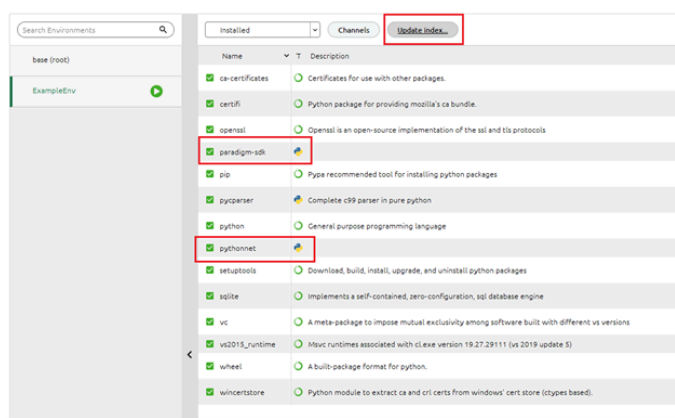 Search Environments
Installed Channels Update index...
Name T Description
base (root)
ca-certificates Certificates for use with other packages.
ExampleEnv
certifi Python package for providing mozilla's ca bundle.
openssl Openssl is an open-source implementation of the ssl and tls protocols
paradigm-sdk
pip Pypa recommended tool for installing python packages
pycparser Complete c99 parser in pure python
python General purpose programming language
pythonnet
setuptools Download, build, install, upgrade, and uninstall python packages
sqlite Implements a self-contained, zero-configuration, sql database engine
vc A meta-package to impose mutual exclusivity among software built with different vs versions
vs2015_runtime Msvc runtimes associated with cl.exe version 19.27.29111 (vs 2019 update 5)
wheel A built-package format for python.
wincertstore Python module to extract ca and crl certs from windows' cert store (ctypes based).